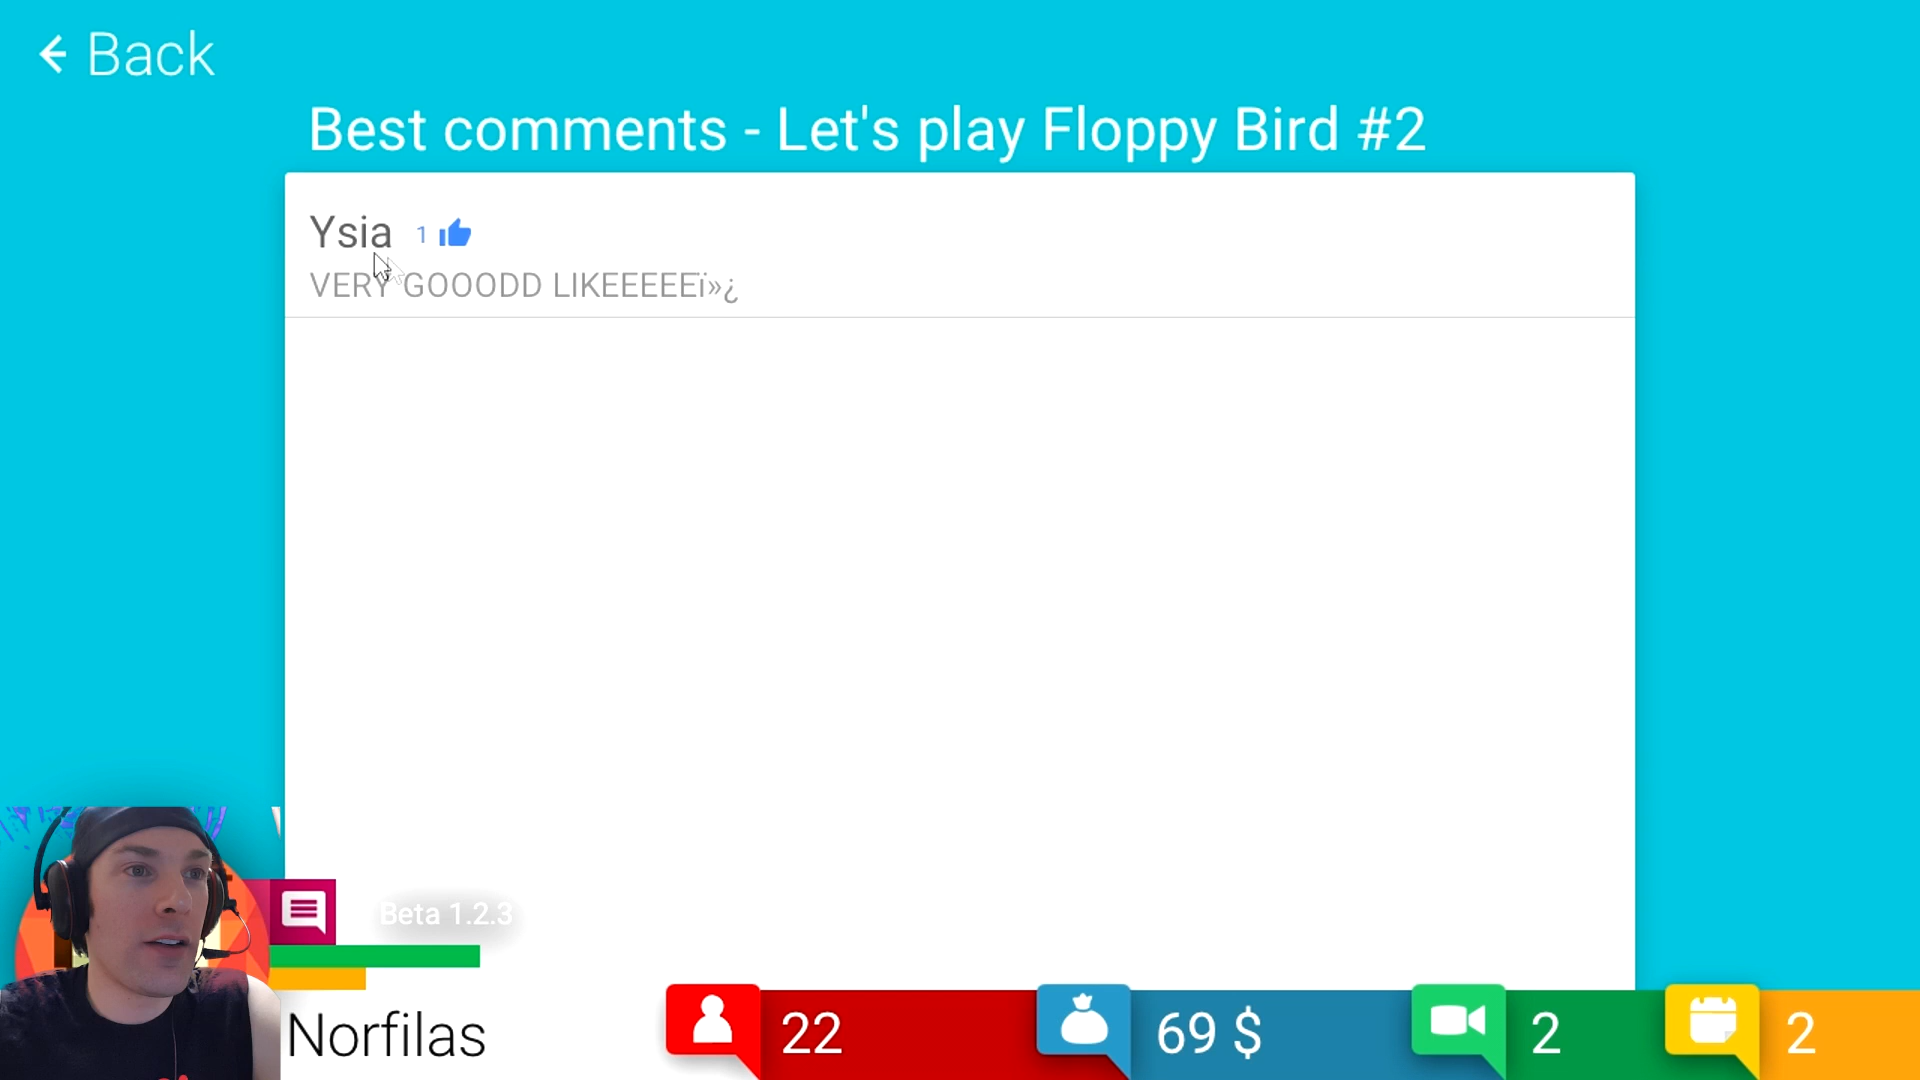 Back
Best comments - Let's play Floppy Bird #2
Ysia 1
VERY GOOODD LIKEEEEEï»¿
Beta 1.2.3
Norfilas 22 69 $ 2 2